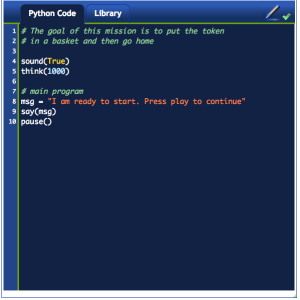 Python Code Library
1 # The goal of this mission is to put the token
2 # in a basket and then go home
3
4 sound(True)
5 think(1000)
6
7 # main program
8 msg = "I am ready to start. Press play to continue"
9 say(msg)
10 pause()